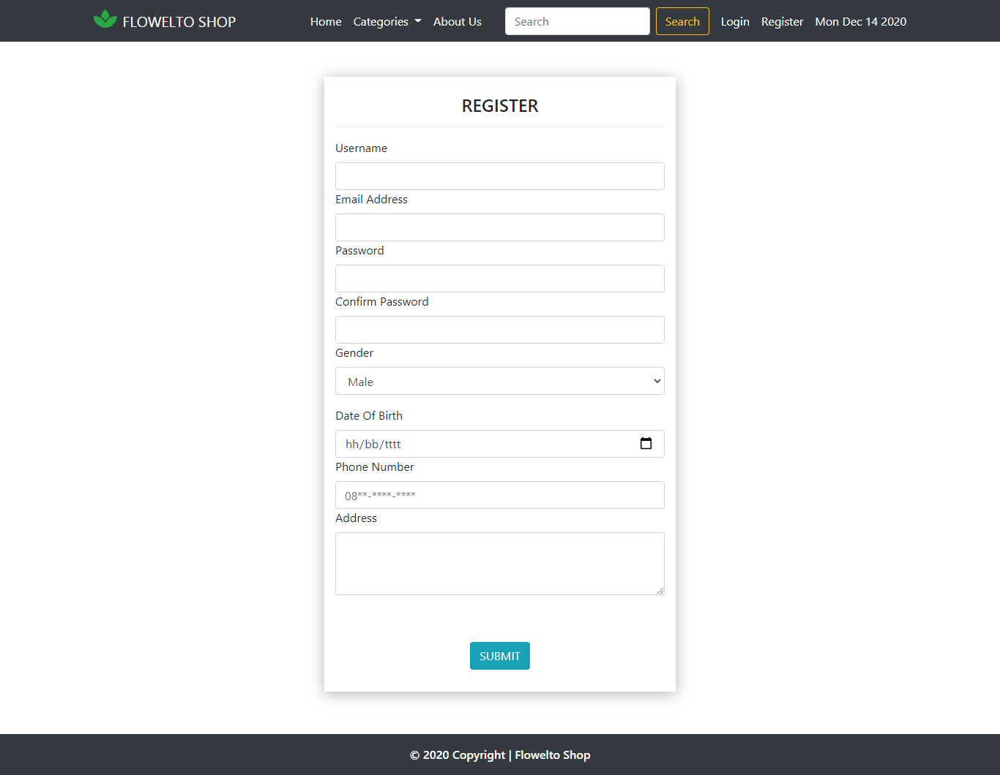 FLOWELTO SHOP Home Categories About Us Search Search Login Register Mon Dec 14 2020
REGISTER
Username
Email Address
Password
Confirm Password
Gender
Male
Date Of Birth
hh/bb/tttt
Phone Number
08**-****-****
Address
SUBMIT
© 2020 Copyright | Flowelto Shop